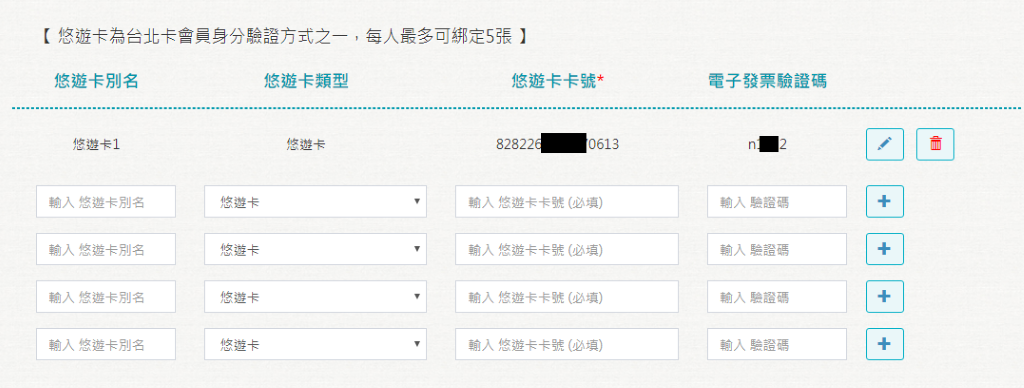 【 悠遊卡為台北卡會員身分驗證方式之一，每人最多可綁定5張 】
悠遊卡別名 悠遊卡類型 悠遊卡卡號* 電子發票驗證碼
悠遊卡1 悠遊卡 828226 0613 n 2
輸入 悠遊卡別名 悠遊卡 輸入 悠遊卡卡號 (必填) 輸入 驗證碼
輸入 悠遊卡別名 悠遊卡 輸入 悠遊卡卡號 (必填) 輸入 驗證碼
輸入 悠遊卡別名 悠遊卡 輸入 悠遊卡卡號 (必填) 輸入 驗證碼
輸入 悠遊卡別名 悠遊卡 輸入 悠遊卡卡號 (必填) 輸入 驗證碼